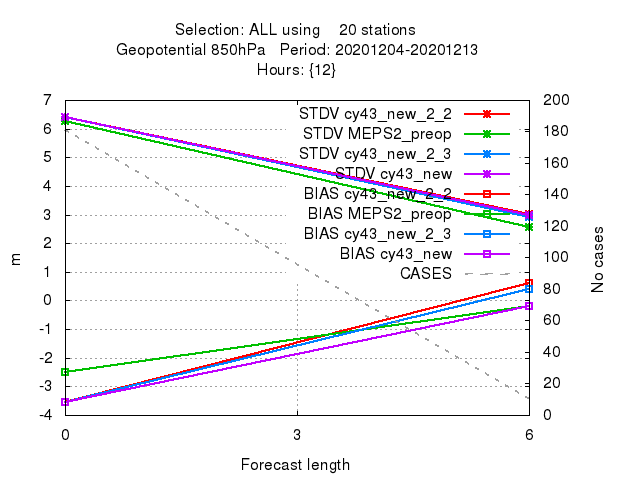 Selection: ALL using    20 stations
Geopotential 850hPa   Period: 20201204-20201213
Hours: {12}
7
6
5
4
3
2
1
0
-1
-2
-3
-4
m
STDV cy43_new_2_2
STDV MEPS2_preop
STDV cy43_new_2_3
STDV cy43_new
BIAS cy43_new_2_2
BIAS MEPS2_preop
BIAS cy43_new_2_3
BIAS cy43_new
CASES
200
180
160
140
120
100
80
60
40
20
0
No cases
0 3 6
Forecast length